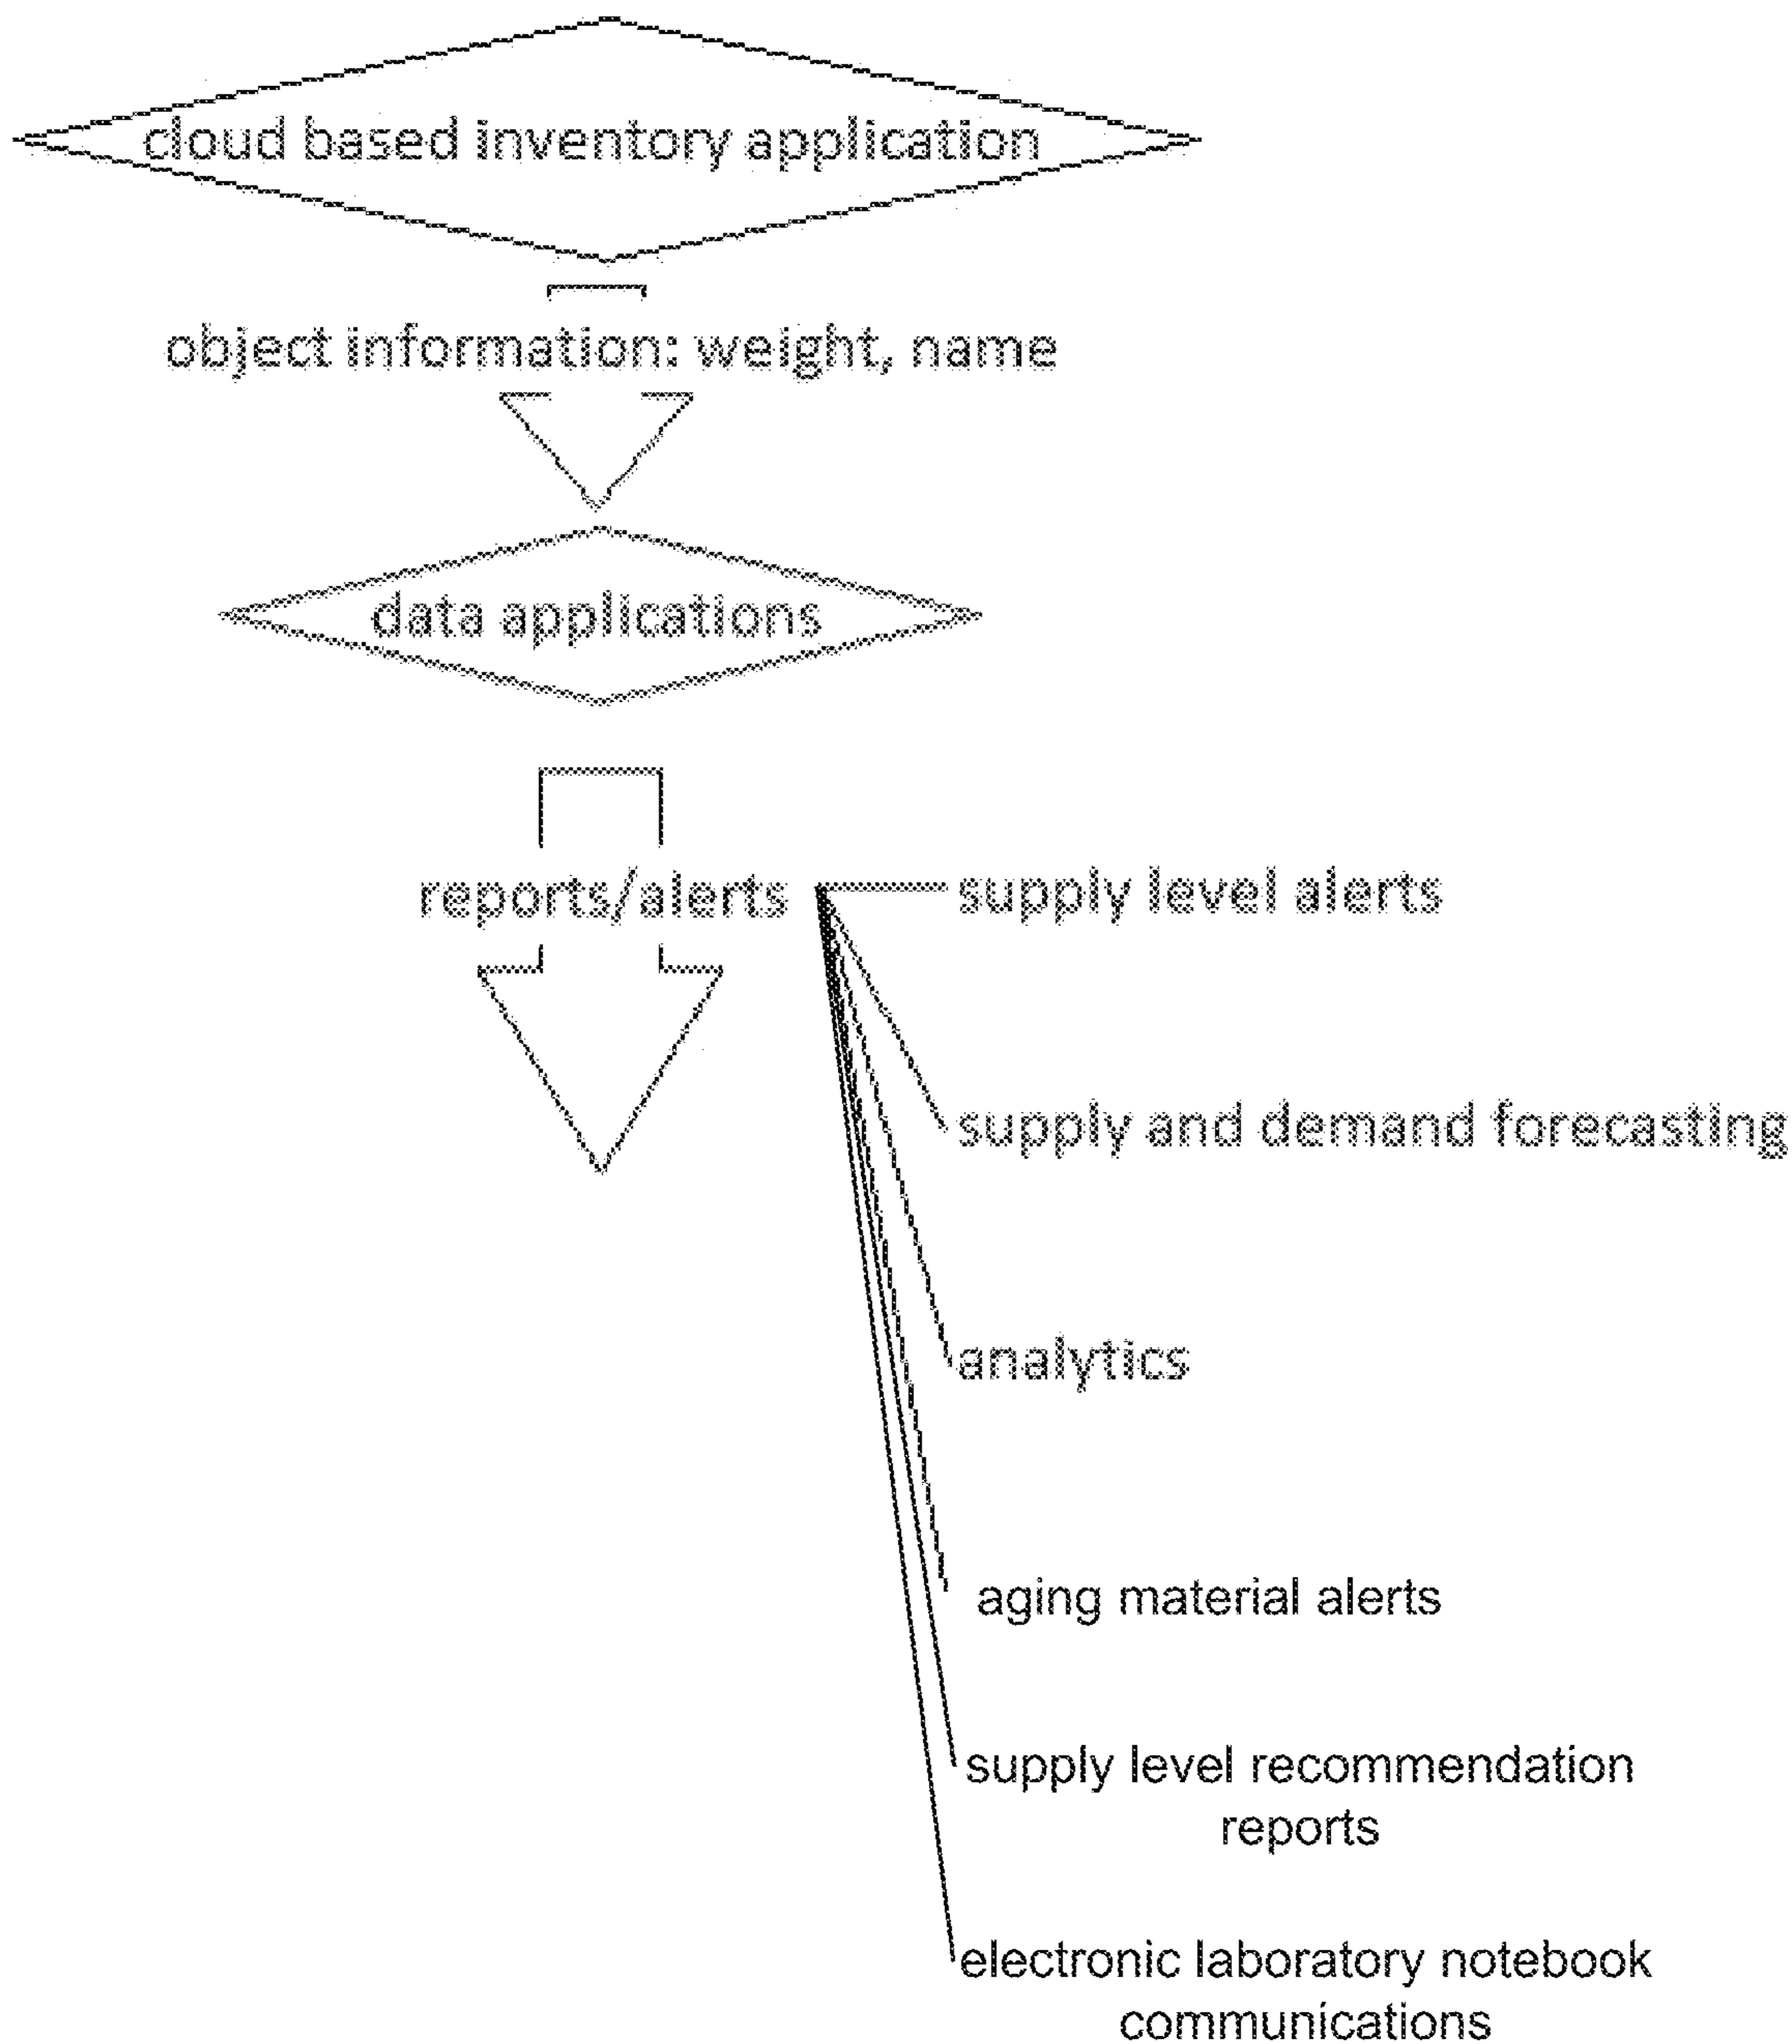 cloud based inventory application
object information: weight, name
data applications
reports/alerts
supply level alerts
supply and demand forecasting
analytics
aging material alerts
supply level recommendation
reports
electronic laboratory notebook
communications